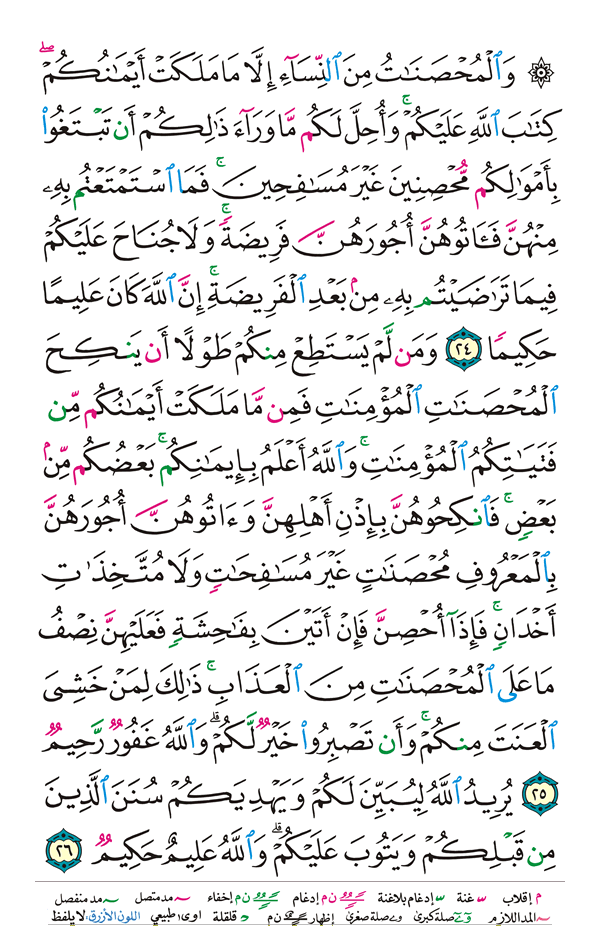 ۞ وَٱلْمُحْصَنَـٰتُ مِنَ ٱلنِّسَآءِ إِلَّا مَا مَلَكَتْ أَيْمَـٰنُكُمْ ۖ
كِتَـٰبَ ٱللَّهِ عَلَيْكُمْ ۚ وَأُحِلَّ لَكُم مَّا وَرَآءَ ذَٰلِكُمْ أَن تَبْتَغُوا۟
بِأَمْوَٰلِكُم مُّحْصِنِينَ غَيْرَ مُسَـٰفِحِينَ ۚ فَمَا ٱسْتَمْتَعْتُم بِهِۦ
مِنْهُنَّ فَـَٔاتُوهُنَّ أُجُورَهُنَّ فَرِيضَةً ۚ وَلَا جُنَاحَ عَلَيْكُمْ
فِيمَا تَرَٰضَيْتُم بِهِۦ مِنۢ بَعْدِ ٱلْفَرِيضَةِ ۚ إِنَّ ٱللَّهَ كَانَ عَلِيمًا
حَكِيمًا ٢٤ وَمَن لَّمْ يَسْتَطِعْ مِنكُمْ طَوْلًا أَن يَنكِحَ
ٱلْمُحْصَنَـٰتِ ٱلْمُؤْمِنَـٰتِ فَمِن مَّا مَلَكَتْ أَيْمَـٰنُكُم مِّن
فَتَيَـٰتِكُمُ ٱلْمُؤْمِنَـٰتِ ۚ وَٱللَّهُ أَعْلَمُ بِإِيمَـٰنِكُم ۚ بَعْضُكُم مِّنۢ
بَعْضٍ ۚ فَٱنكِحُوهُنَّ بِإِذْنِ أَهْلِهِنَّ وَءَاتُوهُنَّ أُجُورَهُنَّ
بِٱلْمَعْرُوفِ مُحْصَنَـٰتٍ غَيْرَ مُسَـٰفِحَـٰتٍ وَلَا مُتَّخِذَٰتِ
أَخْدَانٍ ۚ فَإِذَآ أُحْصِنَّ فَإِنْ أَتَيْنَ بِفَـٰحِشَةٍ فَعَلَيْهِنَّ نِصْفُ
مَا عَلَى ٱلْمُحْصَنَـٰتِ مِنَ ٱلْعَذَابِ ۚ ذَٰلِكَ لِمَنْ خَشِىَ
ٱلْعَنَتَ مِنكُمْ ۚ وَأَن تَصْبِرُوا۟ خَيْرٌ لَّكُمْ ۗ وَٱللَّهُ غَفُورٌ رَّحِيمٌ
٢٥ يُرِيدُ ٱللَّهُ لِيُبَيِّنَ لَكُمْ وَيَهْدِيَكُمْ سُنَنَ ٱلَّذِينَ
مِن قَبْلِكُمْ وَيَتُوبَ عَلَيْكُمْ ۗ وَٱللَّهُ عَلِيمٌ حَكِيمٌ ٢٦
م إقلاب غنة إدغام بلاغنة ن م إدغام ن م إخفاء مد متصل مد منفصل
المد اللازم صلة كبرى صلة صغرى إظهار ن م د قلقلة اوى طبيعي اللون الأزرق: لا يلفظ